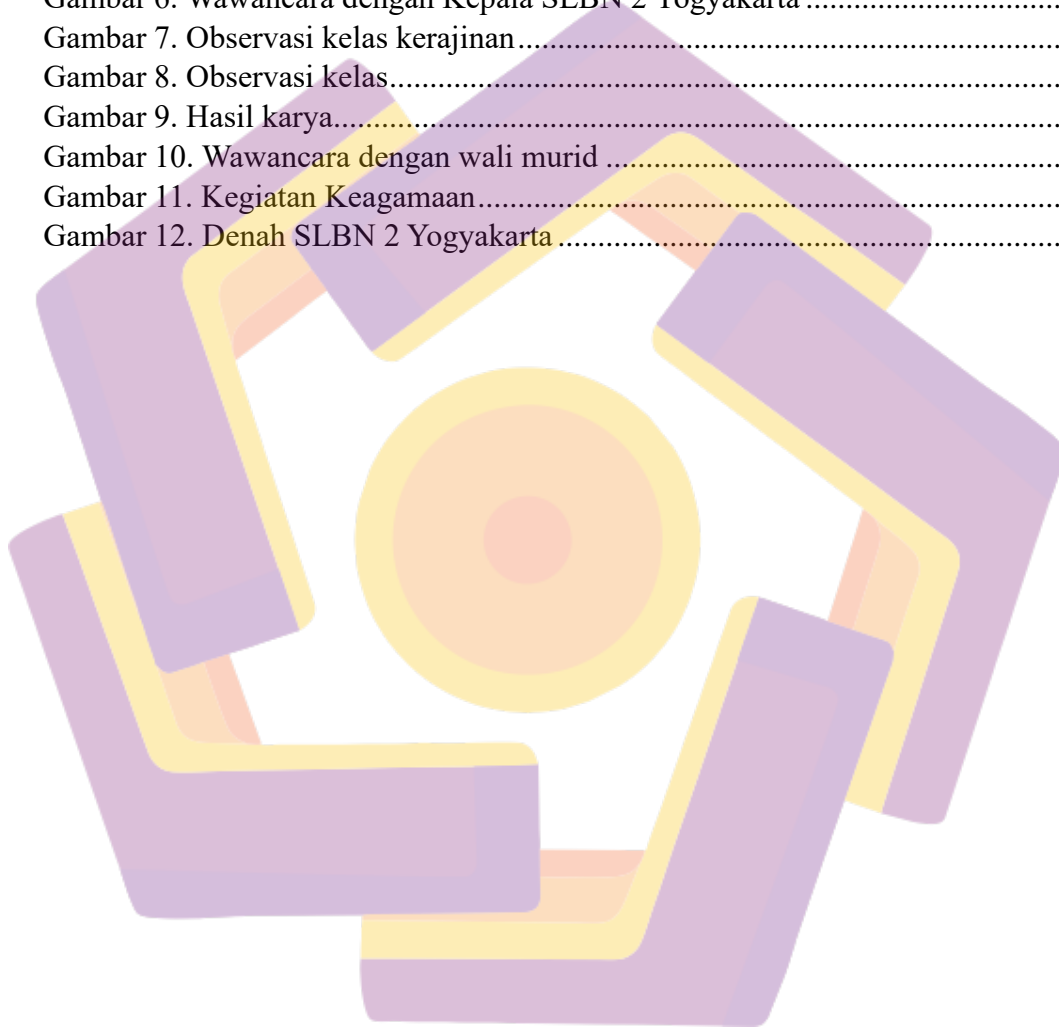 Gambar 6. Wawancara dengan Kepala SLBN 2 Yogyakarta ..............................
Gambar 7. Observasi kelas kerajinan..................................................................
Gambar 8. Observasi kelas..................................................................................
Gambar 9. Hasil karya.........................................................................................
Gambar 10. Wawancara dengan wali murid ......................................................
Gambar 11. Kegiatan Keagamaan.......................................................................
Gambar 12. Denah SLBN 2 Yogyakarta .............................................................